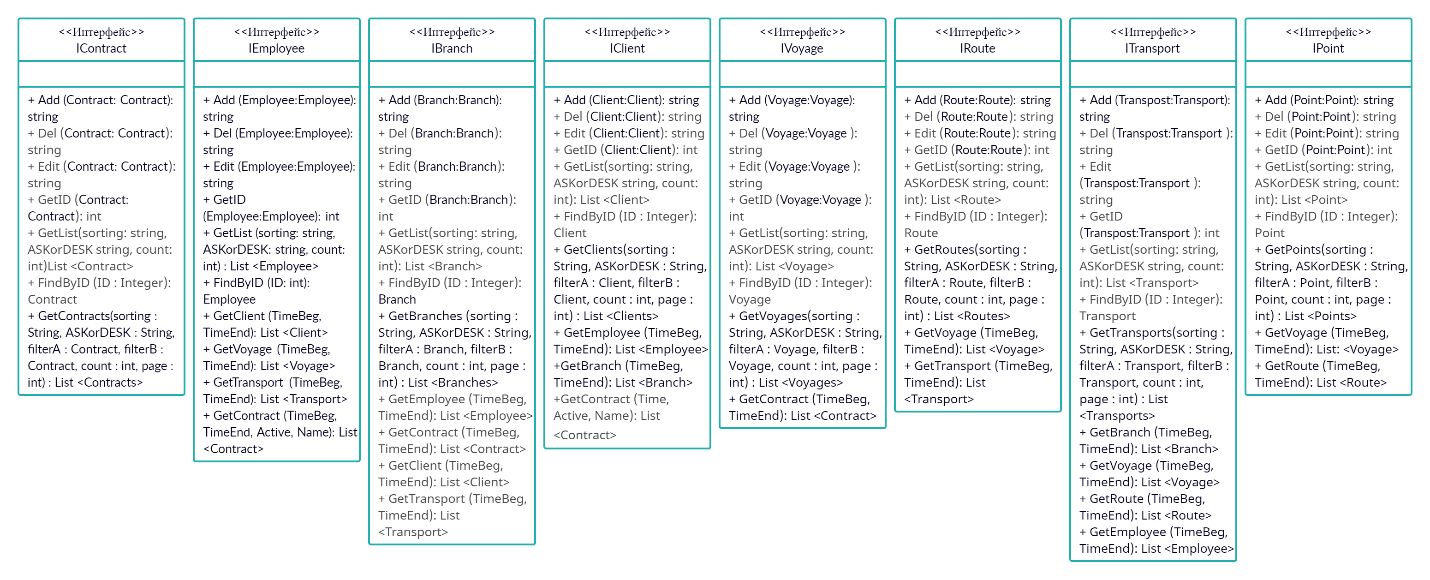 <<Интерфейс>>
IContract
+ Add (Contract: Contract):
string
+ Del (Contract: Contract):
string
+ Edit (Contract: Contract):
string
+ GetID (Contract:
Contract): int
+ GetList(sorting: string,
ASKorDESK string, count:
int)List <Contract>
+ FindByID (ID : Integer):
Contract
+ GetContracts(sorting :
String, ASKorDESK : String,
filterA : Contract, filterB :
Contract, count : int, page :
int) : List <Contracts>
<<Интерфейс>>
IEmployee
+ Add (Employee:Employee):
string
+ Del (Employee:Employee):
string
+ Edit (Employee:Employee):
string
+ GetID
(Employee:Employee): int
+ GetList (sorting: string,
ASKorDESK: string, count:
int) : List <Employee>
+ FindByID (ID: int):
Employee
+ GetClient (TimeBeg,
TimeEnd): List <Client>
+ GetVoyage (TimeBeg,
TimeEnd): List <Voyage>
+ GetTransport (TimeBeg,
TimeEnd): List <Transport>
+ GetContract (TimeBeg,
TimeEnd, Active, Name): List
<Contract>
<<Интерфейс>>
IBranch
+ Add (Branch:Branch):
string
+ Del (Branch:Branch):
string
+ Edit (Branch:Branch):
string
+ GetID (Branch:Branch):
int
+ GetList(sorting: string,
ASKorDESK string, count:
int): List <Branch>
+ FindByID (ID : Integer):
Branch
+ GetBranches (sorting :
String, ASKorDESK : String,
filterA : Branch, filterB :
Branch, count : int, page :
int) : List <Branches>
+ GetEmployee (TimeBeg,
TimeEnd): List <Employee>
+ GetContract (TimeBeg,
TimeEnd): List <Contract>
+ GetClient (TimeBeg,
TimeEnd): List <Client>
+ GetTransport (TimeBeg,
TimeEnd): List
<Transport>
<<Интерфейс>>
IClient
+ Add (Client:Client): string
+ Del (Client:Client): string
+ Edit (Client:Client): string
+ GetID (Client:Client): int
+ GetList(sorting: string,
ASKorDESK string, count:
int): List <Client>
+ FindByID (ID : Integer):
Client
+ GetClients(sorting :
String, ASKorDESK : String,
filterA : Client, filterB :
Client, count : int, page :
int) : List <Clients>
+ GetEmployee (TimeBeg,
TimeEnd): List <Employee>
+GetBranch (TimeBeg,
TimeEnd): List <Branch>
+GetContract (Time,
Active, Name): List
<Contract>
<<Интерфейс>>
IVoyage
+ Add (Voyage:Voyage):
string
+ Del (Voyage:Voyage ):
string
+ Edit (Voyage:Voyage ):
string
+ GetID (Voyage:Voyage ):
int
+ GetList(sorting: string,
ASKorDESK string, count:
int): List <Voyage>
+ FindByID (ID : Integer):
Voyage
+ GetVoyages(sorting :
String, ASKorDESK : String,
filterA : Voyage, filterB :
Voyage, count : int, page :
int) : List <Voyages>
+ GetContract (TimeBeg,
TimeEnd): List <Contract>
<<Интерфейс>>
IRoute
+ Add (Route:Route): string
+ Del (Route:Route): string
+ Edit (Route:Route): string
+ GetID (Route:Route): int
+ GetList(sorting: string,
ASKorDESK string, count:
int): List <Route>
+ FindByID (ID : Integer):
Route
+ GetRoutes(sorting :
String, ASKorDESK : String,
filterA : Route, filterB :
Route, count : int, page :
int) : List <Routes>
+ GetVoyage (TimeBeg,
TimeEnd): List <Voyage>
+ GetTransport (TimeBeg,
TimeEnd): List
<Transport>
<<Интерфейс>>
ITransport
+ Add (Transpost:Transport):
string
+ Del (Transpost:Transport ):
string
+ Edit
(Transpost:Transport ):
string
+ GetID
(Transpost:Transport ): int
+ GetList(sorting: string,
ASKorDESK string, count:
int): List <Transport>
+ FindByID (ID : Integer):
Transport
+ GetTransports(sorting :
String, ASKorDESK : String,
filterA : Transport, filterB :
Transport, count : int,
page : int) : List
<Transports>
+ GetBranch (TimeBeg,
TimeEnd): List <Branch>
+ GetVoyage (TimeBeg,
TimeEnd): List <Voyage>
+ GetRoute (TimeBeg,
TimeEnd): List <Route>
+ GetEmployee (TimeBeg,
TimeEnd): List <Employee>
<<Интерфейс>>
IPoint
+ Add (Point:Point): string
+ Del (Point:Point): string
+ Edit (Point:Point): string
+ GetID (Point:Point): int
+ GetList(sorting: string,
ASKorDESK string, count:
int): List <Point>
+ FindByID (ID : Integer):
Point
+ GetPoints(sorting :
String, ASKorDESK : String,
filterA : Point, filterB :
Point, count : int, page :
int) : List <Points>
+ GetVoyage (TimeBeg,
TimeEnd): List: <Voyage>
+ GetRoute (TimeBeg,
TimeEnd): List <Route>